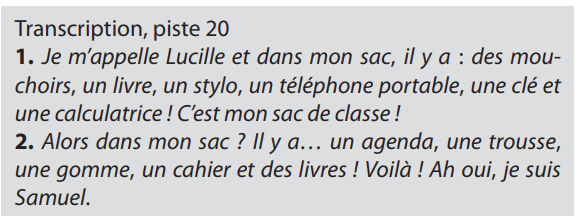 Transcription, piste 20
1. Je m’appelle Lucille et dans mon sac, il y a : des mou-
choirs, un livre, un stylo, un téléphone portable, une clé et
une calculatrice ! C’est mon sac de classe !
2. Alors dans mon sac ? Il y a… un agenda, une trousse,
une gomme, un cahier et des livres ! Voilà ! Ah oui, je suis
Samuel.